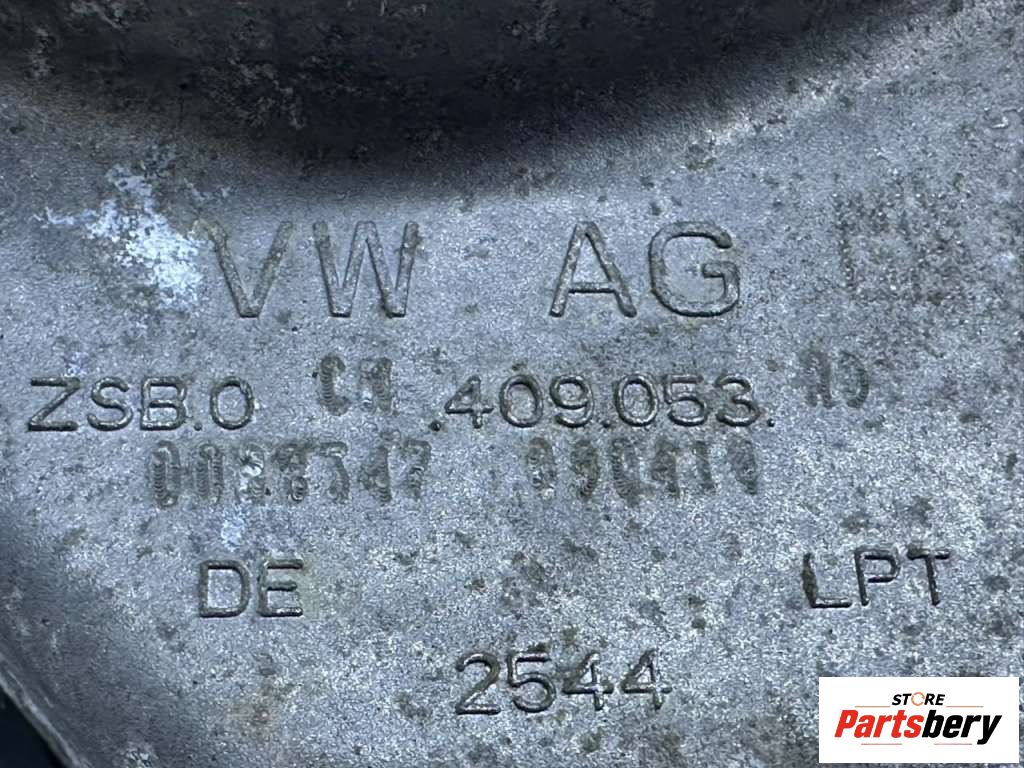 VW AG
ZSB.0 .409.053.
DE LPT
2544
STORE
Partsbery